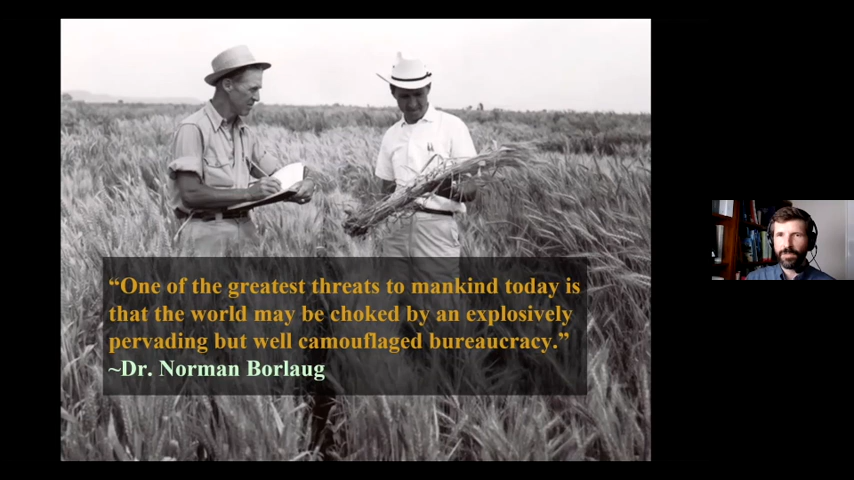 “One of the greatest threats to mankind today is
that the world may be choked by an explosively
pervading but well camouflaged bureaucracy.”
~Dr. Norman Borlaug